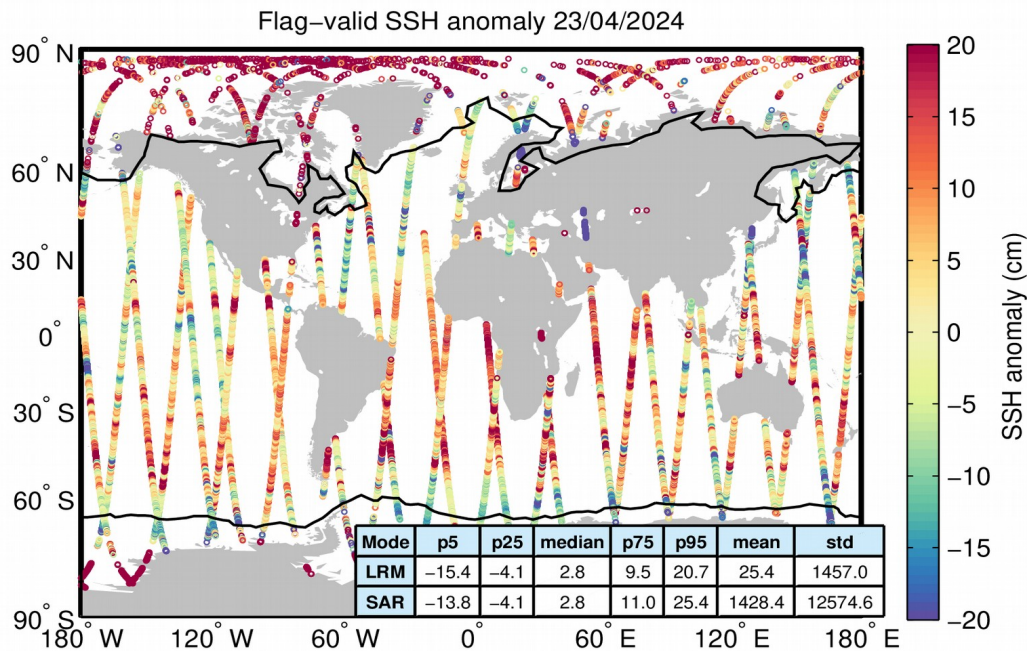 Flag−valid SSH anomaly 23/04/2024
90° N
60° N
30° N
0°
30° S
60° S
90° S
180° W 120° W 60° W 0° 60° E 120° E 180° E
Mode p5 p25 median p75 p95 mean std
LRM −15.4 −4.1 2.8 9.5 20.7 25.4 1457.0
SAR −13.8 −4.1 2.8 11.0 25.4 1428.4 12574.6
20
15
10
5
0
−5
−10
−15
−20
SSH anomaly (cm)